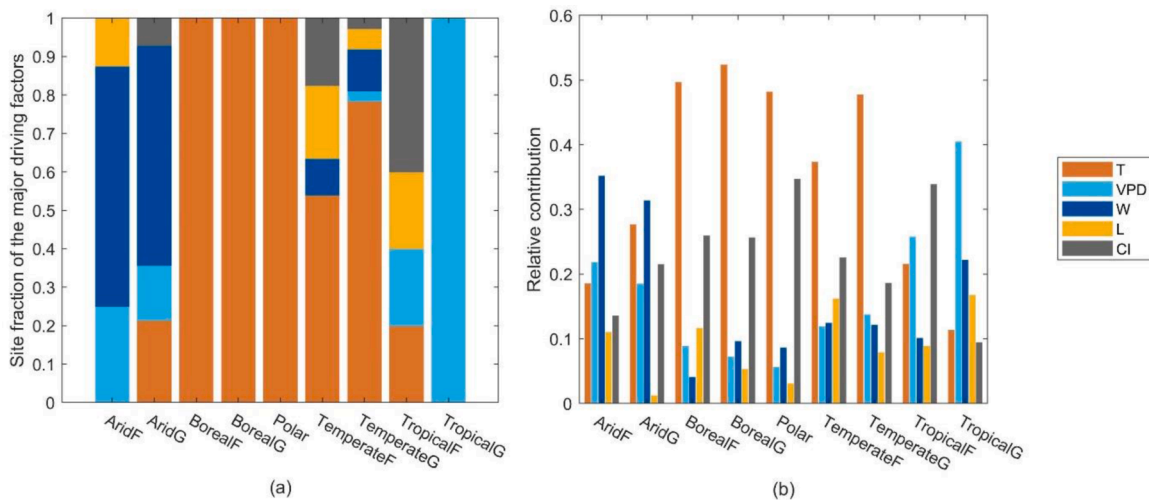 Site fraction of the major driving factors
1
0.9
0.8
0.7
0.6
0.5
0.4
0.3
0.2
0.1
0
AridF
AridG
BorealF
BorealG
Polar
TemperateF
TemperateG
TropicalF
TropicalG
(a)
Relative contribution
0.6
0.5
0.4
0.3
0.2
0.1
0
AridF
AridG
BorealF
BorealG
Polar
TemperateF
TemperateG
TropicalF
TropicalG
(b)
T
VPD
W
L
CI